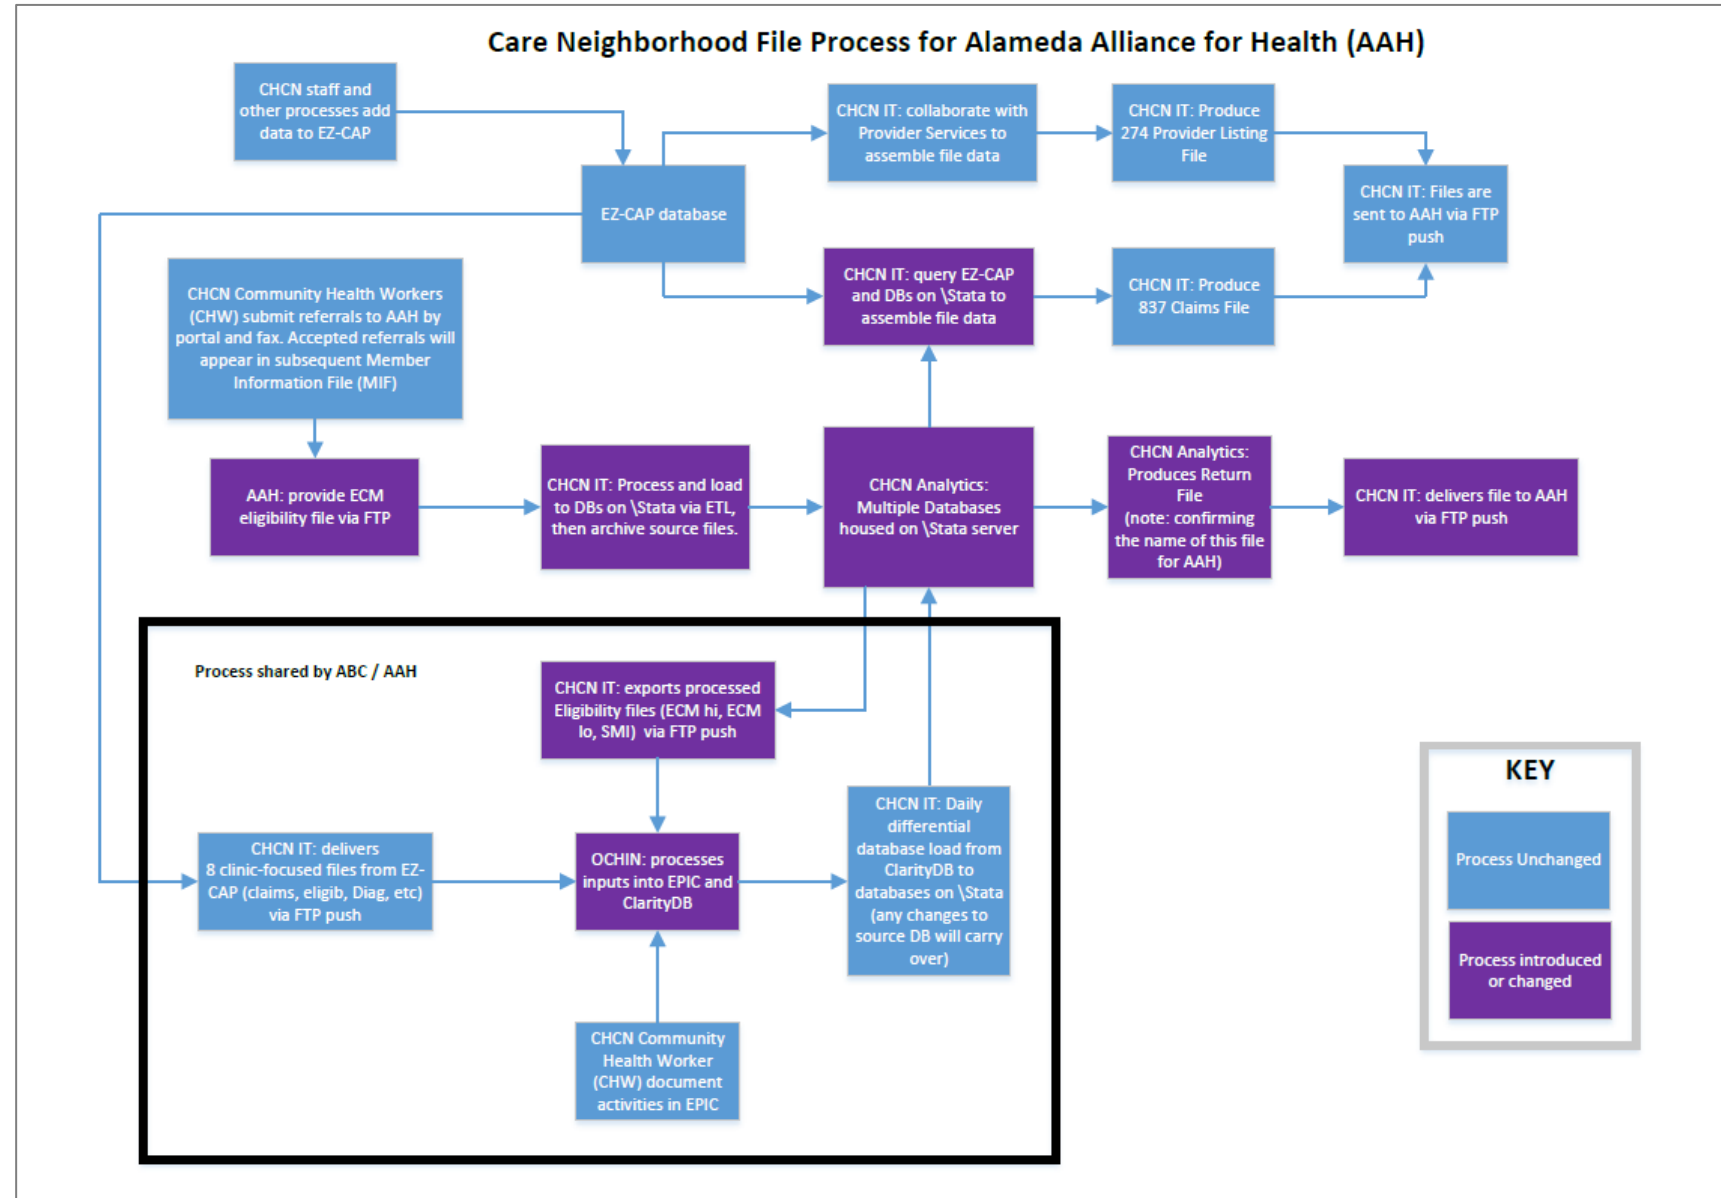 Care Neighborhood File Process for Alameda Alliance for Health (AAH)
CHCN staff and
other processes add
data to EZ-CAP
CHCN IT: collaborate with
Provider Services to
assemble file data
CHCN IT: Produce
274 Provider Listing
File
EZ-CAP database
CHCN IT: Files are
sent to AAH via FTP
push
CHCN Community Health Workers
(CHW) submit referrals to AAH by
portal and fax. Accepted referrals will
appear in subsequent Member
Information File (MIF)
CHCN IT: query EZ-CAP
and DBs on \Stata to
assemble file data
CHCN IT: Produce
837 Claims File
AAH: provide ECM
eligibility file via FTP
CHCN IT: Process and load
to DBs on \Stata via ETL,
then archive source files.
CHCN Analytics:
Multiple Databases
housed on \Stata server
CHCN Analytics:
Produces Return
File
(note: confirming
the name of this file
for AAH)
CHCN IT: delivers file to AAH
via FTP push
Process shared by ABC / AAH
CHCN IT: exports processed
Eligibility files (ECM hi, ECM
lo, SMI) via FTP push
CHCN IT: delivers
8 clinic-focused files from EZ-
CAP (claims, eligib, Diag, etc)
via FTP push
OCHIN: processes
inputs into EPIC and
ClarityDB
CHCN IT: Daily
differential
database load from
ClarityDB to
databases on \Stata
(any changes to
source DB will carry
over)
CHCN Community
Health Worker
(CHW) document
activities in EPIC
KEY
Process Unchanged
Process introduced
or changed